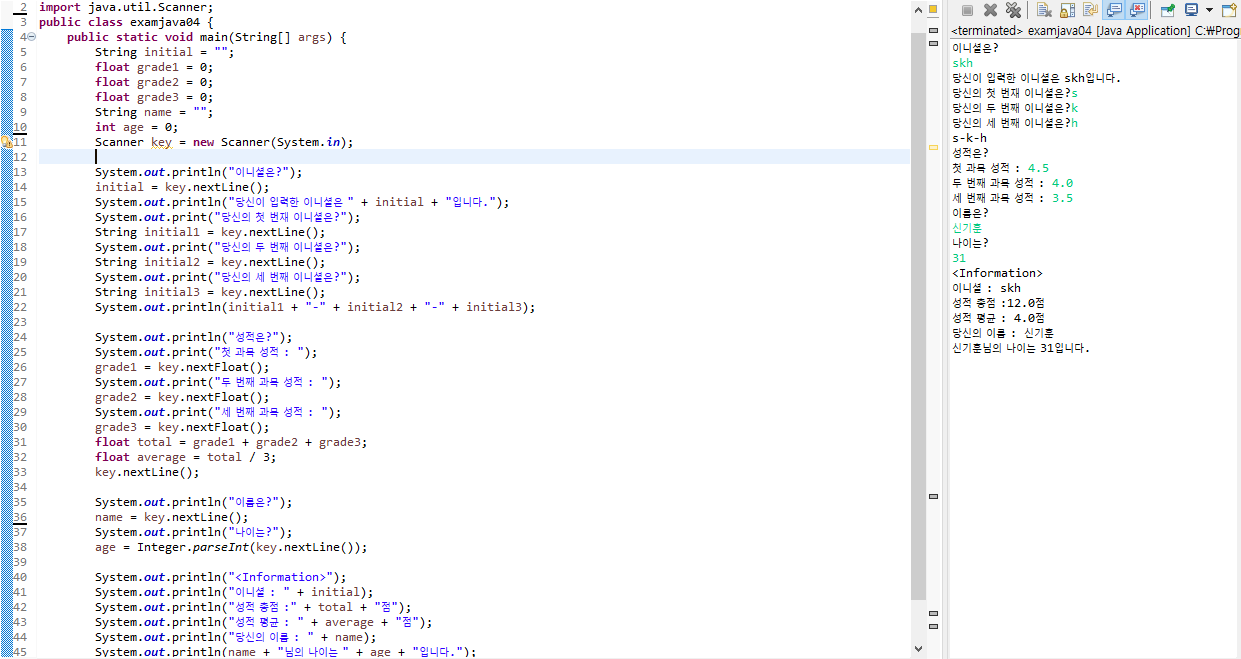 2 import java.util.Scanner;
3 public class examjava04 {
4 public static void main(String[] args) {
5 String initial = "";
6 float grade1 = 0;
7 float grade2 = 0;
8 float grade3 = 0;
9 String name = "";
10 int age = 0;
11 Scanner key = new Scanner(System.in);
12
13 System.out.println("이니셜은?");
14 initial = key.nextLine();
15 System.out.println("당신이 입력한 이니셜은 " + initial + "입니다.");
16 System.out.print("당신의 첫 번재 이니셜은?");
17 String initial1 = key.nextLine();
18 System.out.print("당신의 두 번째 이니셜은?");
19 String initial2 = key.nextLine();
20 System.out.print("당신의 세 번째 이니셜은?");
21 String initial3 = key.nextLine();
22 System.out.println(initial1 + "-" + initial2 + "-" + initial3);
23
24 System.out.println("성적은?");
25 System.out.print("첫 과목 성적 : ");
26 grade1 = key.nextFloat();
27 System.out.print("두 번째 과목 성적 : ");
28 grade2 = key.nextFloat();
29 System.out.print("세 번째 과목 성적 : ");
30 grade3 = key.nextFloat();
31 float total = grade1 + grade2 + grade3;
32 float average = total / 3;
33 key.nextLine();
34
35 System.out.println("이름은?");
36 name = key.nextLine();
37 System.out.println("나이는?");
38 age = Integer.parseInt(key.nextLine());
39
40 System.out.println("<Information>");
41 System.out.println("이니셜 : " + initial);
42 System.out.println("성적 총점 :" + total + "점");
43 System.out.println("성적 평균 : " + average + "점");
44 System.out.println("당신의 이름 : " + name);
45 System.out.println(name + "님의 나이는 " + age + "입니다.");
<terminated> examjava04 [Java Application] C:\Prog
이니셜은?
skh
당신이 입력한 이니셜은 skh입니다.
당신의 첫 번재 이니셜은?s
당신의 두 번째 이니셜은?k
당신의 세 번째 이니셜은?h
s-k-h
성적은?
첫 과목 성적 : 4.5
두 번째 과목 성적 : 4.0
세 번째 과목 성적 : 3.5
이름은?
신기훈
나이는?
31
<Information>
이니셜 : skh
성적 총점 :12.0점
성적 평균 : 4.0점
당신의 이름 : 신기훈
신기훈님의 나이는 31입니다.